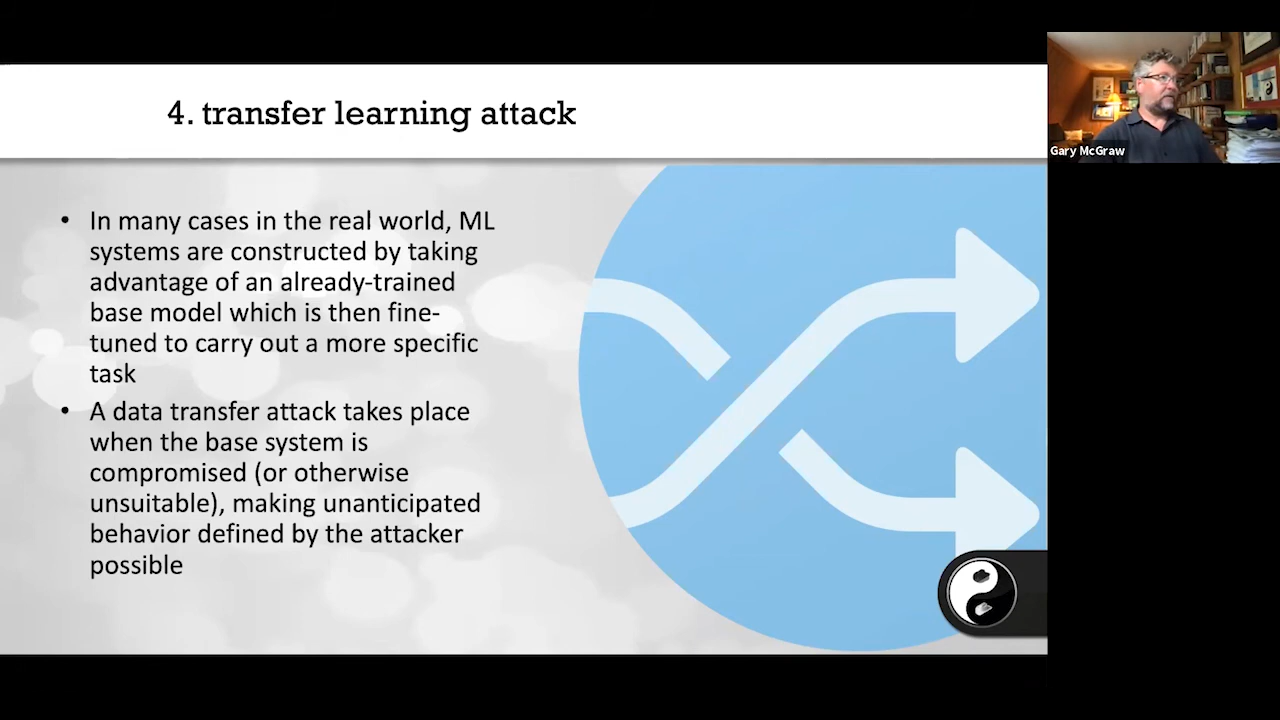 4. transfer learning attack
• In many cases in the real world, ML
systems are constructed by taking
advantage of an already-trained
base model which is then fine-
tuned to carry out a more specific
task
• A data transfer attack takes place
when the base system is
compromised (or otherwise
unsuitable), making unanticipated
behavior defined by the attacker
possible
Gary McGraw